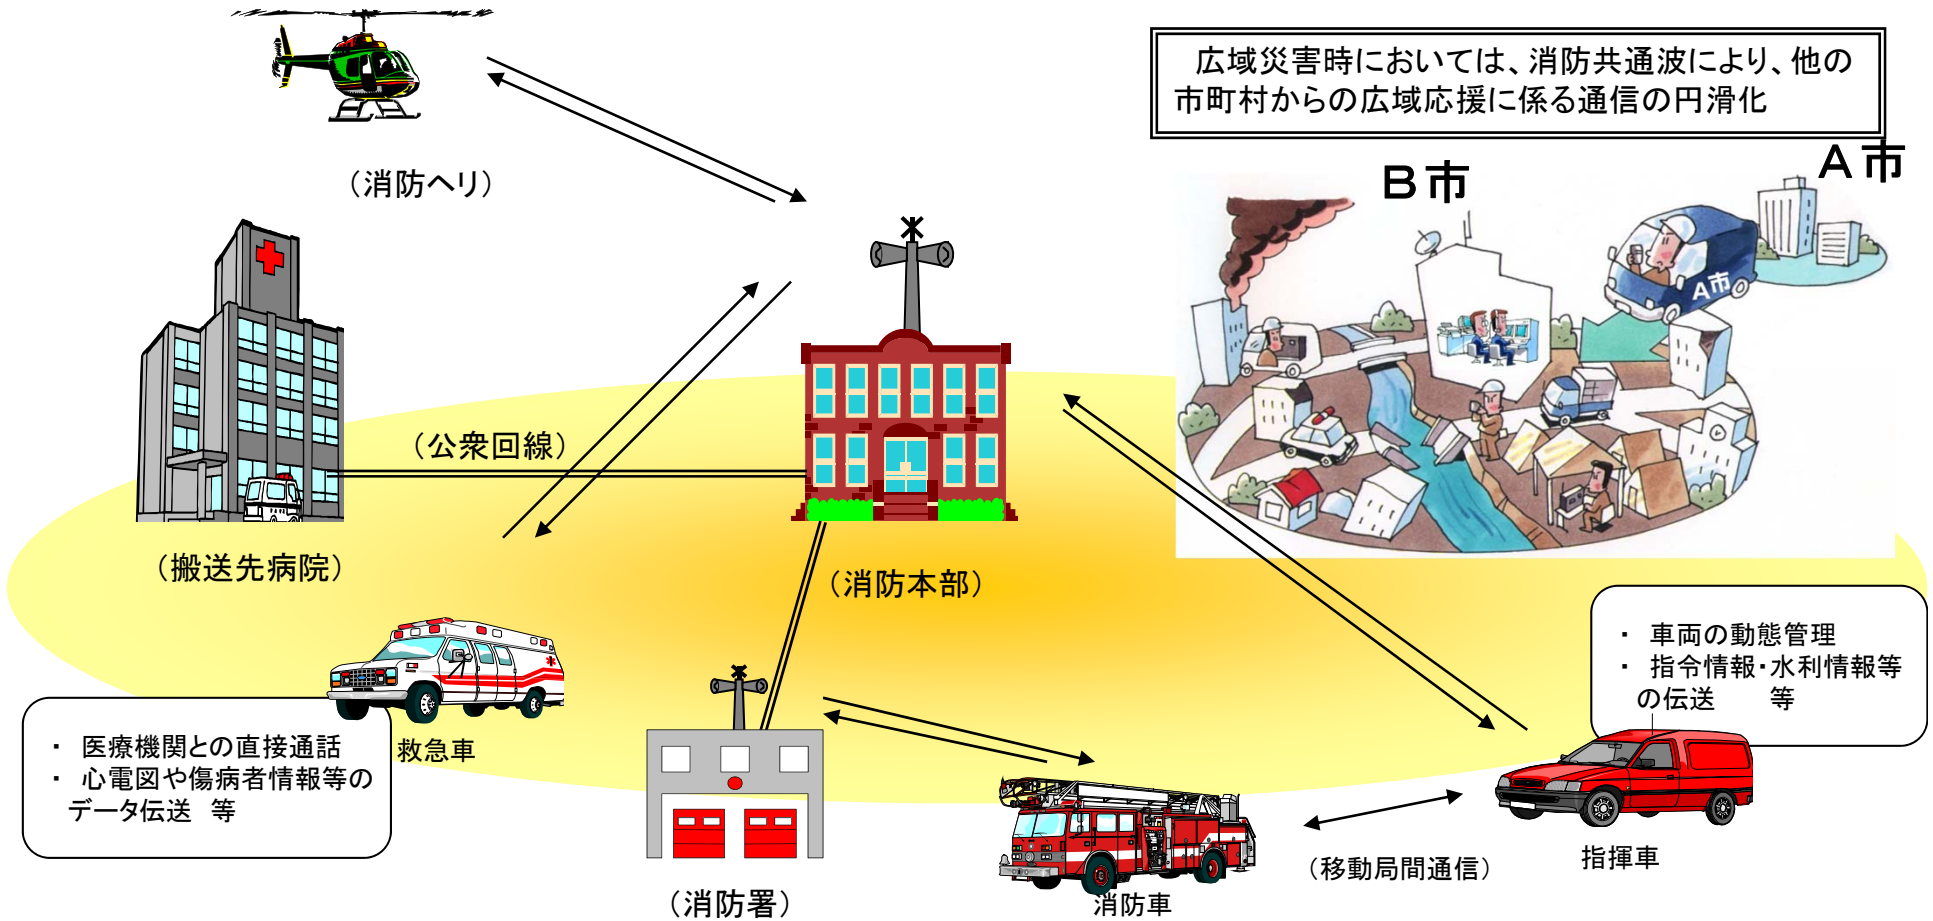 広域災害時においては、消防共通波により、他の
市町村からの広域応援に係る通信の円滑化
A市
B市
A市
（消防ヘリ）
（公衆回線）
（搬送先病院）
（消防本部）
・ 車両の動態管理
・ 指令情報・水利情報等
の伝送　等
救急車
・ 医療機関との直接通話
・ 心電図や傷病者情報等の
データ伝送　等
指揮車
（移動局間通信）
消防車
（消防署）